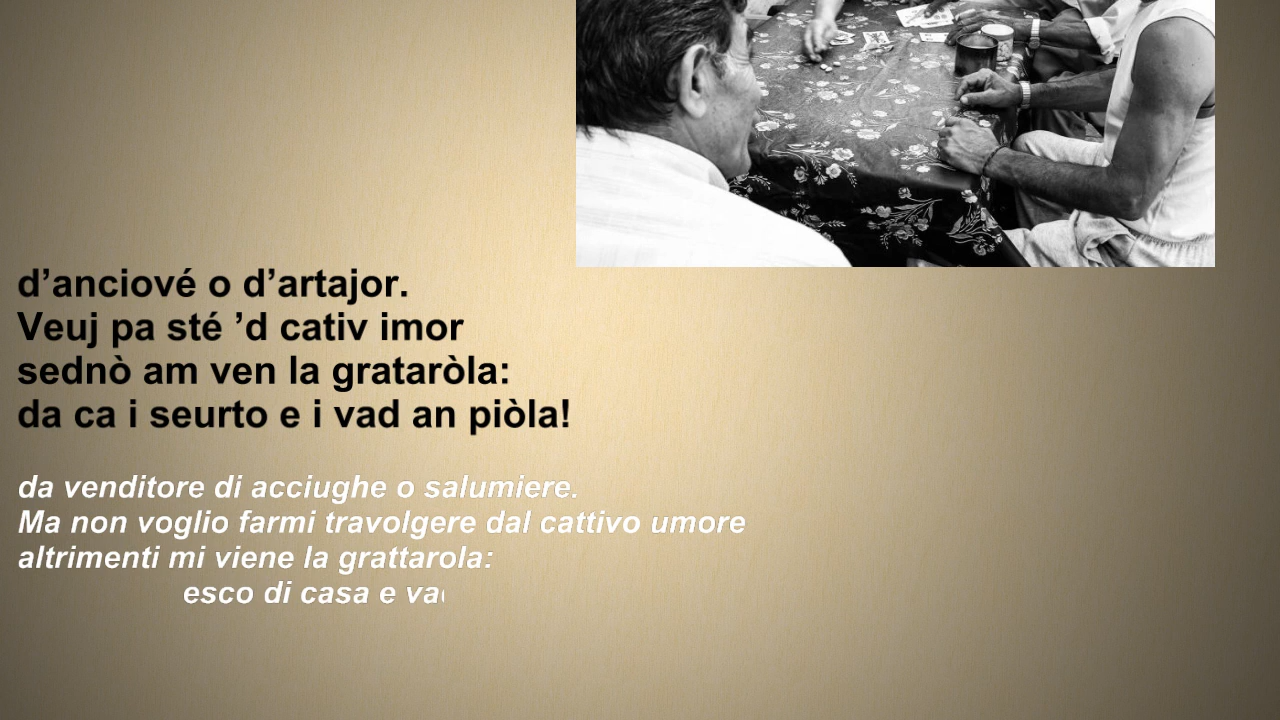 d’anciové o d’artajor.
Veuj pa sté ’d cativ imor
sednò am ven la grataròla:
da ca i seurto e i vad an piòla!
da venditore di acciughe o salumiere.
Ma non voglio farmi travolgere dal cattivo umore
altrimenti mi viene la grattarola:
esco di casa e